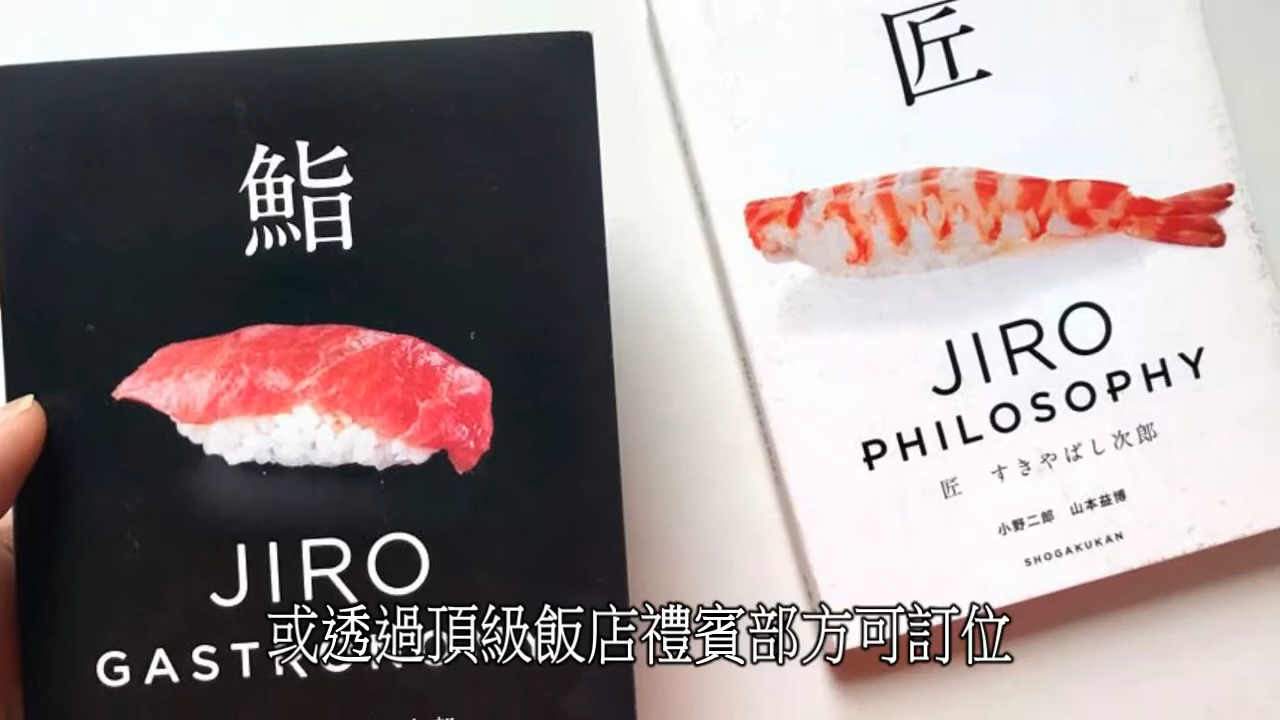 鮨
JIRO
GASTRONOMY
匠
JIRO
PHILOSOPHY
匠 すきやばし次郎
小野二郎 山本益博
SHOGAKUKAN
或透過頂級飯店禮賓部方可訂位